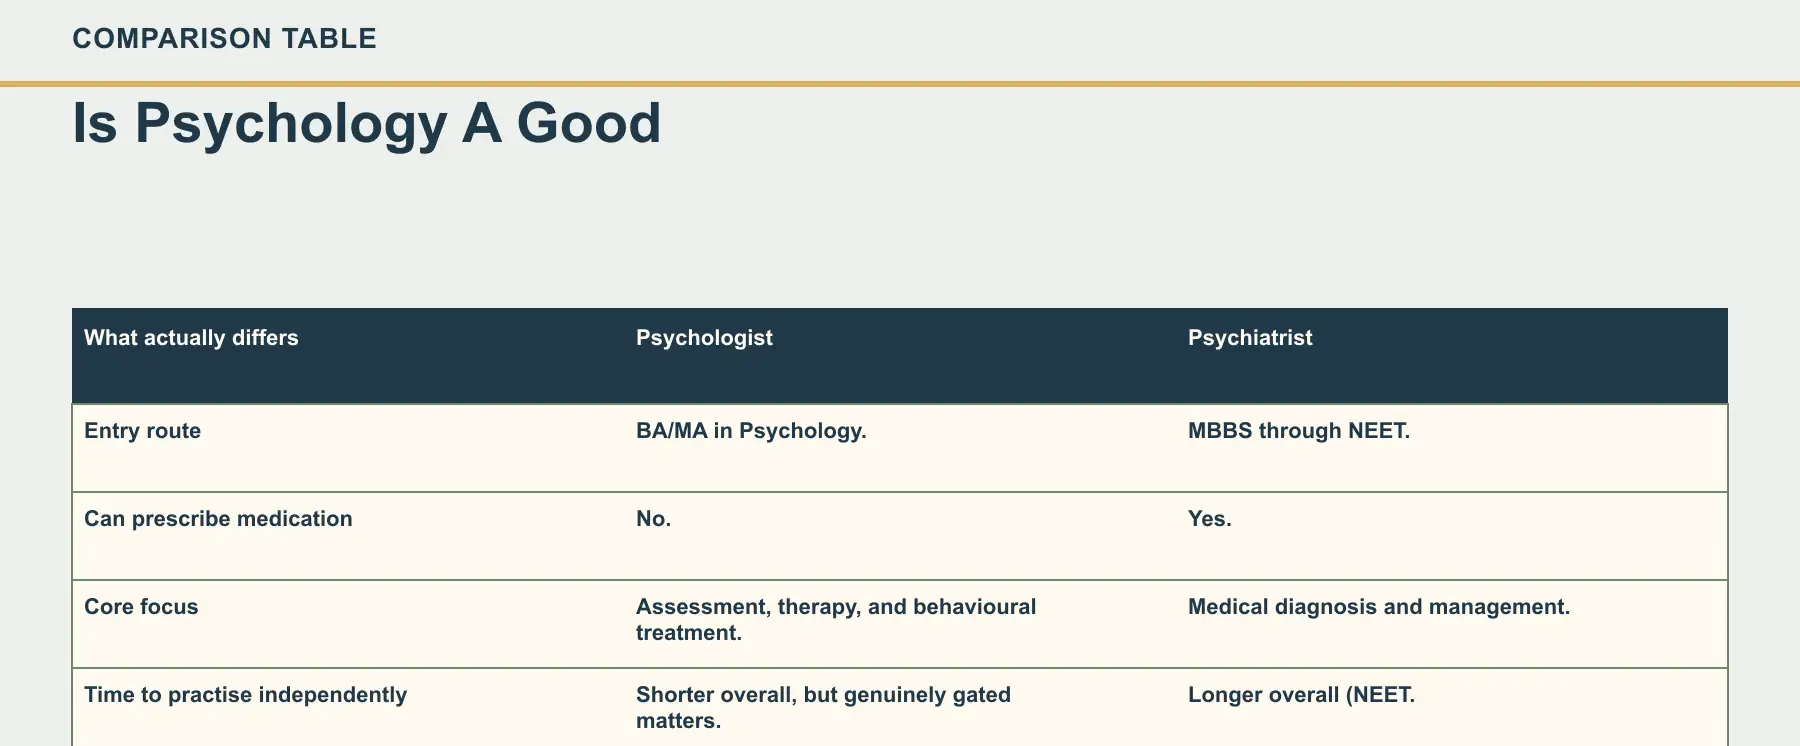 COMPARISON TABLE
Is Psychology A Good
What actually differs
Psychologist
Psychiatrist
Entry route
BA/MA in Psychology.
MBBS through NEET.
Can prescribe medication
No.
Yes.
Core focus
Assessment, therapy, and behavioural
treatment.
Medical diagnosis and management.
Time to practise independently
Shorter overall, but genuinely gated
matters.
Longer overall (NEET.